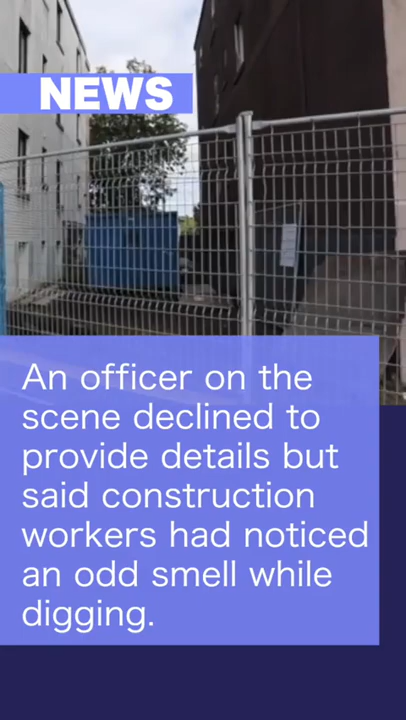 NEWS
An officer on the
scene declined to
provide details but
said construction
workers had noticed
an odd smell while
digging.